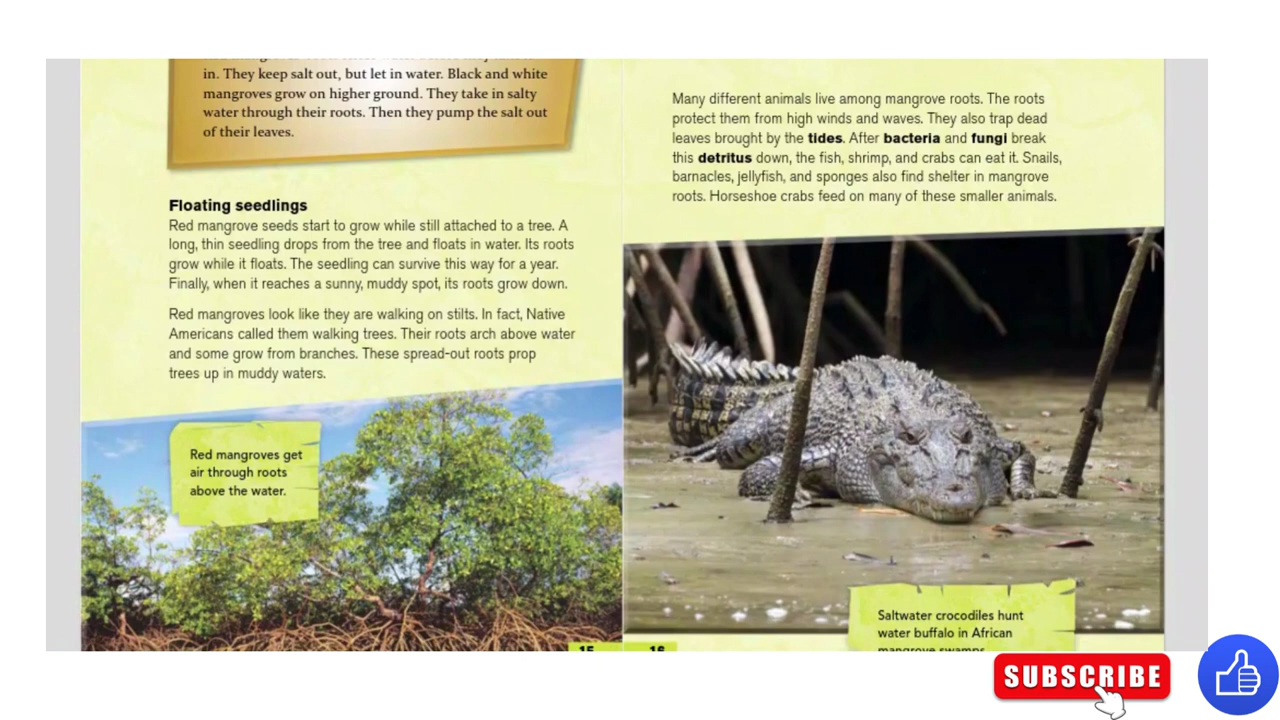 in. They keep salt out, but let in water. Black and white
mangroves grow on higher ground. They take in salty
water through their roots. Then they pump the salt out
of their leaves.
Floating seedlings
Red mangrove seeds start to grow while still attached to a tree. A
long, thin seedling drops from the tree and floats in water. Its roots
grow while it floats. The seedling can survive this way for a year.
Finally, when it reaches a sunny, muddy spot, its roots grow down.
Red mangroves look like they are walking on stilts. In fact, Native
Americans called them walking trees. Their roots arch above water
and some grow from branches. These spread-out roots prop
trees up in muddy waters.
Red mangroves get
air through roots
above the water.
15
Many different animals live among mangrove roots. The roots
protect them from high winds and waves. They also trap dead
leaves brought by the tides. After bacteria and fungi break
this detritus down, the fish, shrimp, and crabs can eat it. Snails,
barnacles, jellyfish, and sponges also find shelter in mangrove
roots. Horseshoe crabs feed on many of these smaller animals.
Saltwater crocodiles hunt
water buffalo in African
mangrove swamps
16
SUBSCRIBE